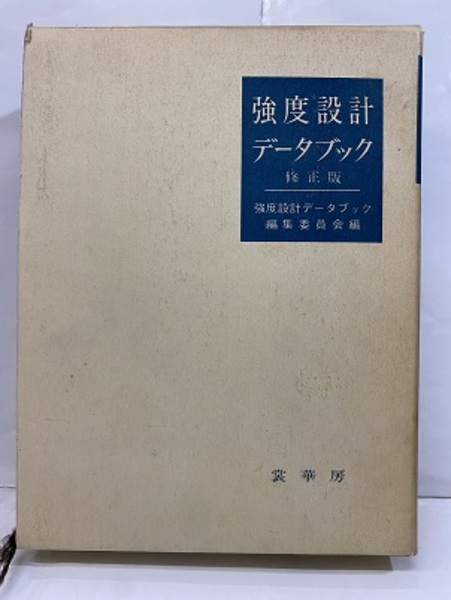 強度設計
データブック
修正版
強度設計データブック
編集委員会編
裳華房